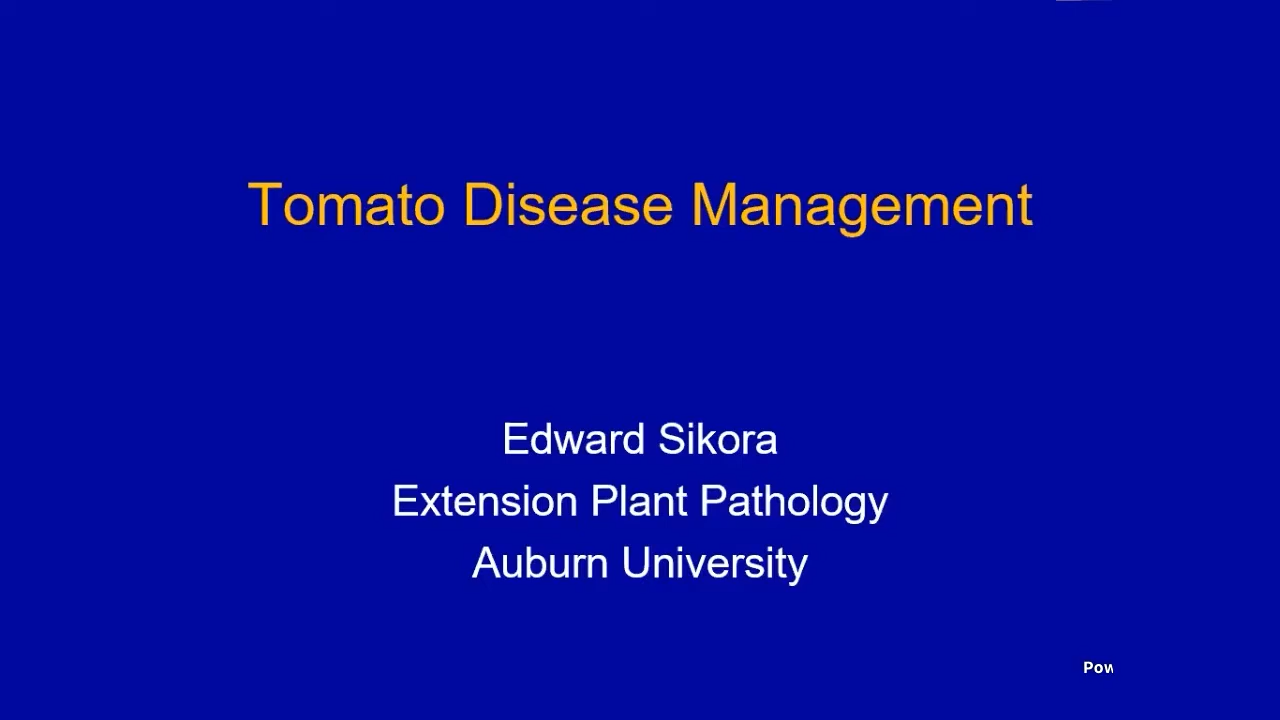 Tomato Disease Management
Edward Sikora
Extension Plant Pathology
Auburn University
Pow